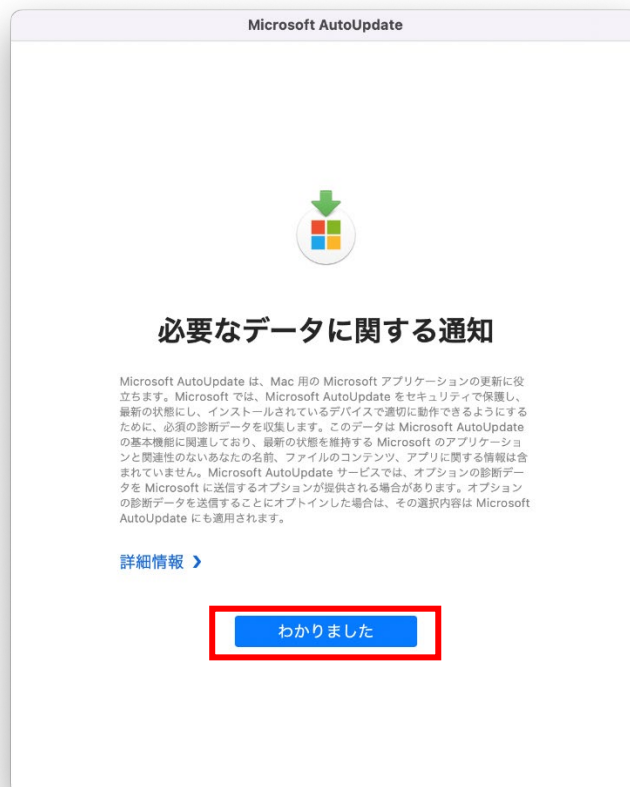 Microsoft AutoUpdate
必要なデータに関する通知
Microsoft AutoUpdate は、Mac 用の Microsoft アプリケーションの更新に役
立ちます。Microsoft では、Microsoft AutoUpdate をセキュリティで保護し、
最新の状態にし、インストールされているデバイスで適切に動作できるようにする
ために、必須の診断データを収集します。このデータは Microsoft AutoUpdate
の基本機能に関連しており、最新の状態を維持する Microsoft のアプリケーショ
ンと関連性のないあなたの名前、ファイルのコンテンツ、アプリに関する情報は含
まれていません。Microsoft AutoUpdate サービスでは、オプションの診断デー
タを Microsoft に送信するオプションが提供される場合があります。オプション
の診断データを送信することにオプトインした場合は、その選択内容は Microsoft
AutoUpdate にも適用されます。
詳細情報 ❯
わかりました